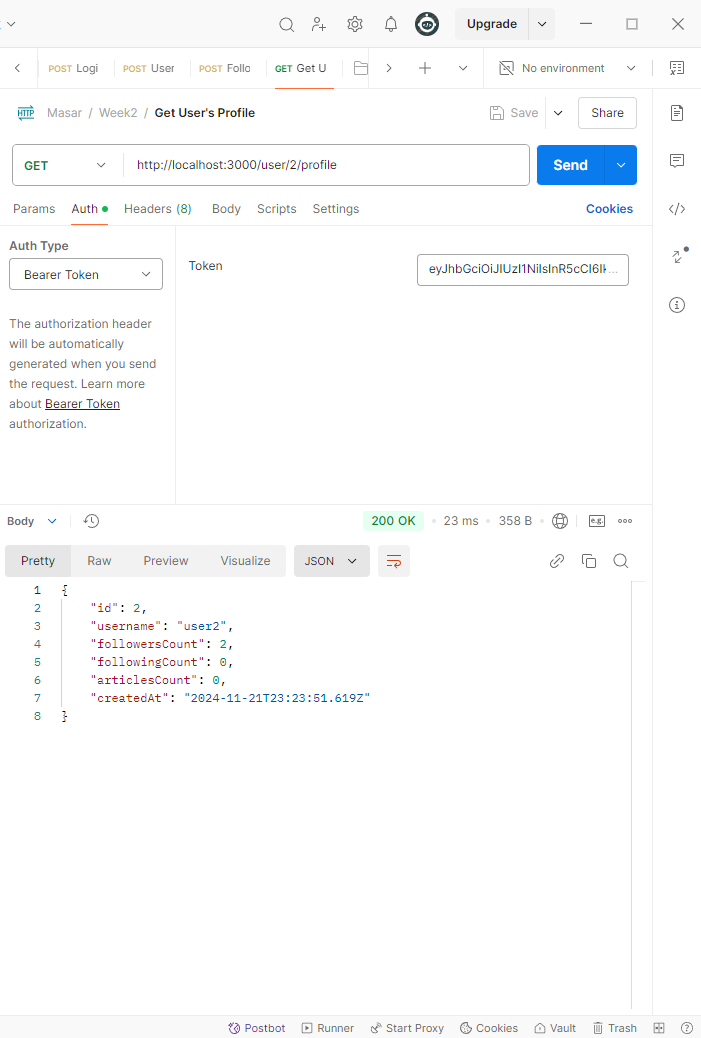 Upgrade
POST Logi POST User POST Follo GET Get U No environment
HTTP Masar / Week2 / Get User's Profile Save Share
GET http://localhost:3000/user/2/profile Send
Params Auth Headers (8) Body Scripts Settings Cookies
Auth Type
Bearer Token
Token
The authorization header
will be automatically
generated when you send
the request. Learn more
about Bearer Token
authorization.
Body 200 OK 23 ms 358 B e.g.
Pretty Raw Preview Visualize JSON
1 {
2 "id": 2,
3 "username": "user2",
4 "followersCount": 2,
5 "followingCount": 0,
6 "articlesCount": 0,
7 "createdAt": "2024-11-21T23:23:51.619Z"
8 }
Postbot Runner Start Proxy Cookies Vault Trash